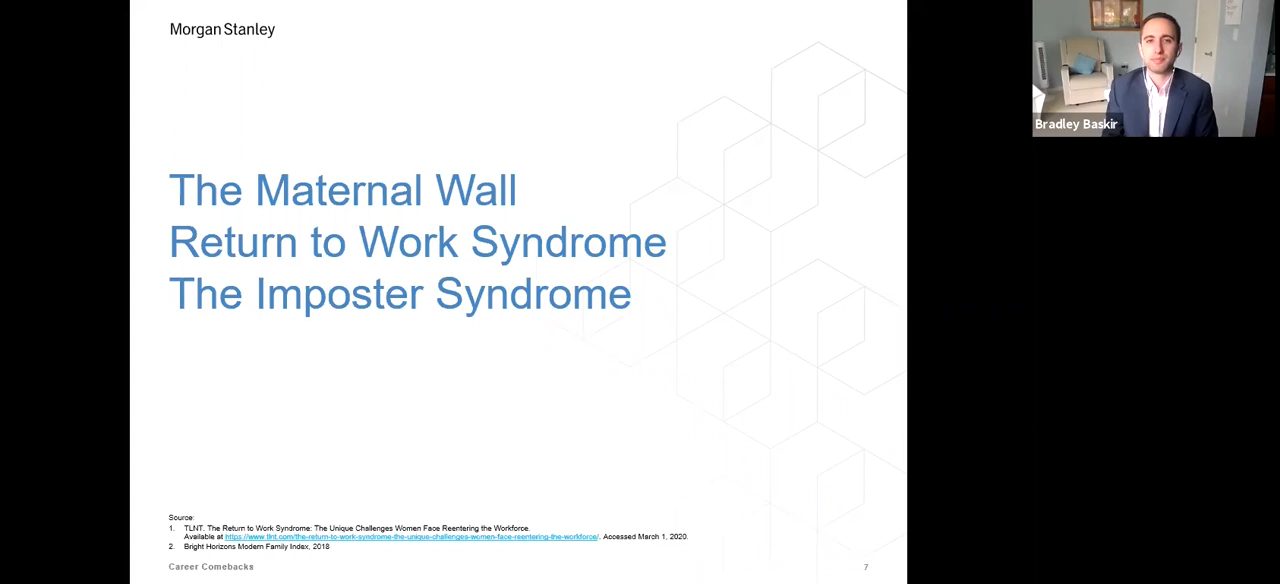 Morgan Stanley
Bradley Baskir
The Maternal Wall
Return to Work Syndrome
The Imposter Syndrome
Source:
1. TLNT. The Return to Work Syndrome: The Unique Challenges Women Face Reentering the Workforce.
Available at https://www.tlnt.com/the-return-to-work-syndrome-the-unique-challenges-women-face-reentering-the-workforce/. Accessed March 1, 2020.
2. Bright Horizons Modern Family Index, 2018
Career Comebacks
7